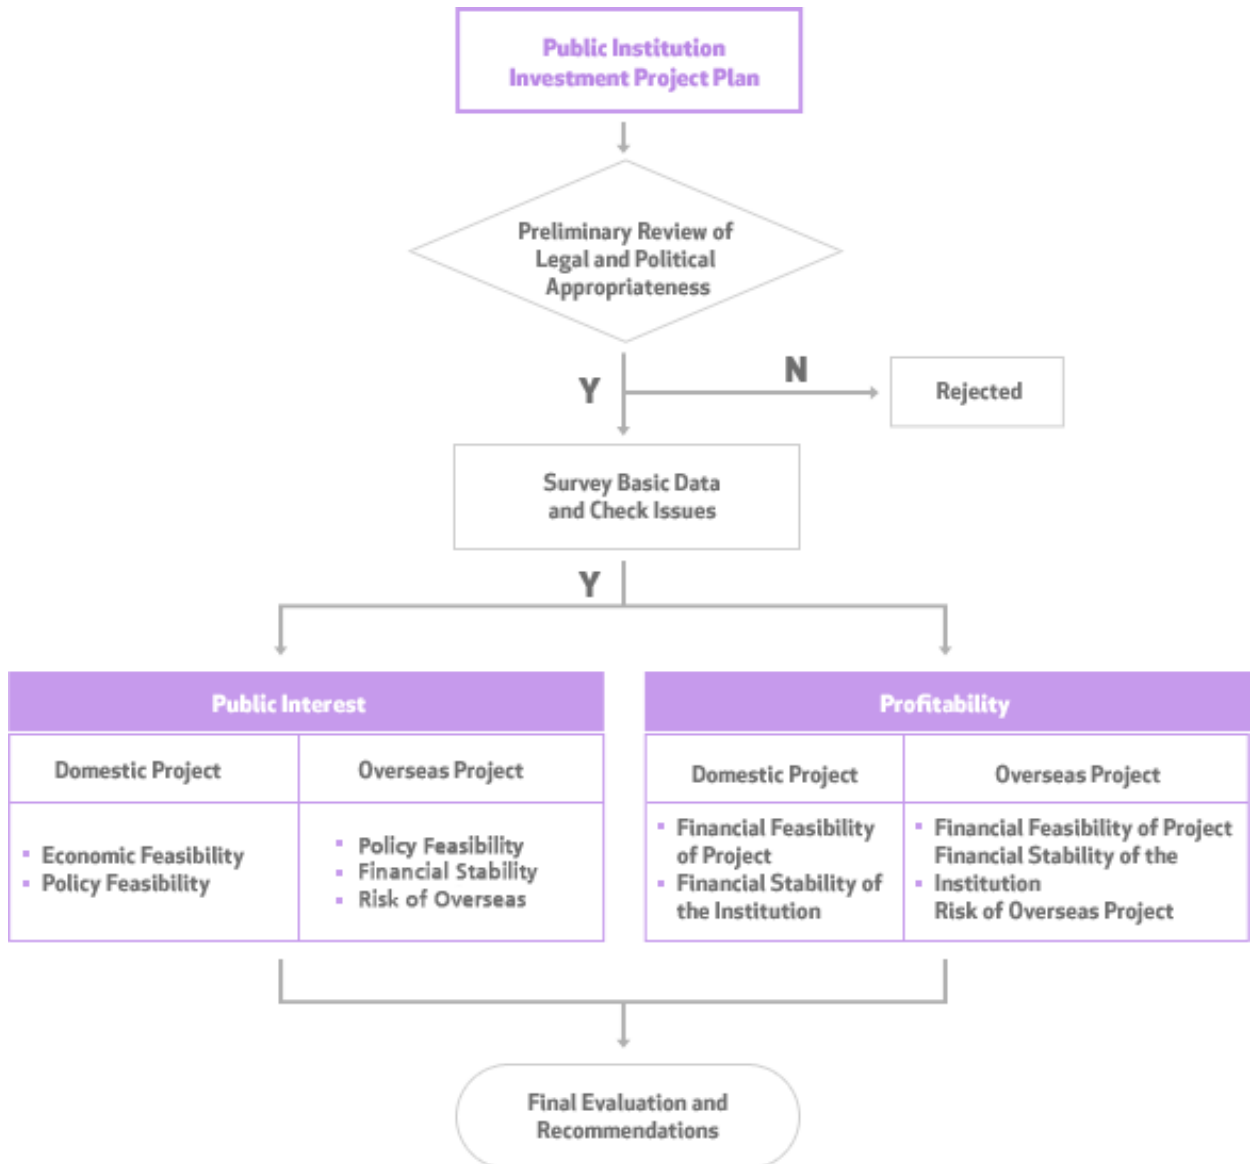 Public Institution
Investment Project Plan
Preliminary Review of
Legal and Political
Appropriateness
Y
N
Rejected
Survey Basic Data
and Check Issues
Y
Public Interest
Domestic Project
Overseas Project
Economic Feasibility
Policy Feasibility
Policy Feasibility
Financial Stability
Risk of Overseas
Profitability
Domestic Project
Overseas Project
Financial Feasibility
of Project
Financial Stability of
the Institution
Financial Feasibility of Project
Financial Stability of the
Institution
Risk of Overseas Project
Final Evaluation and
Recommendations